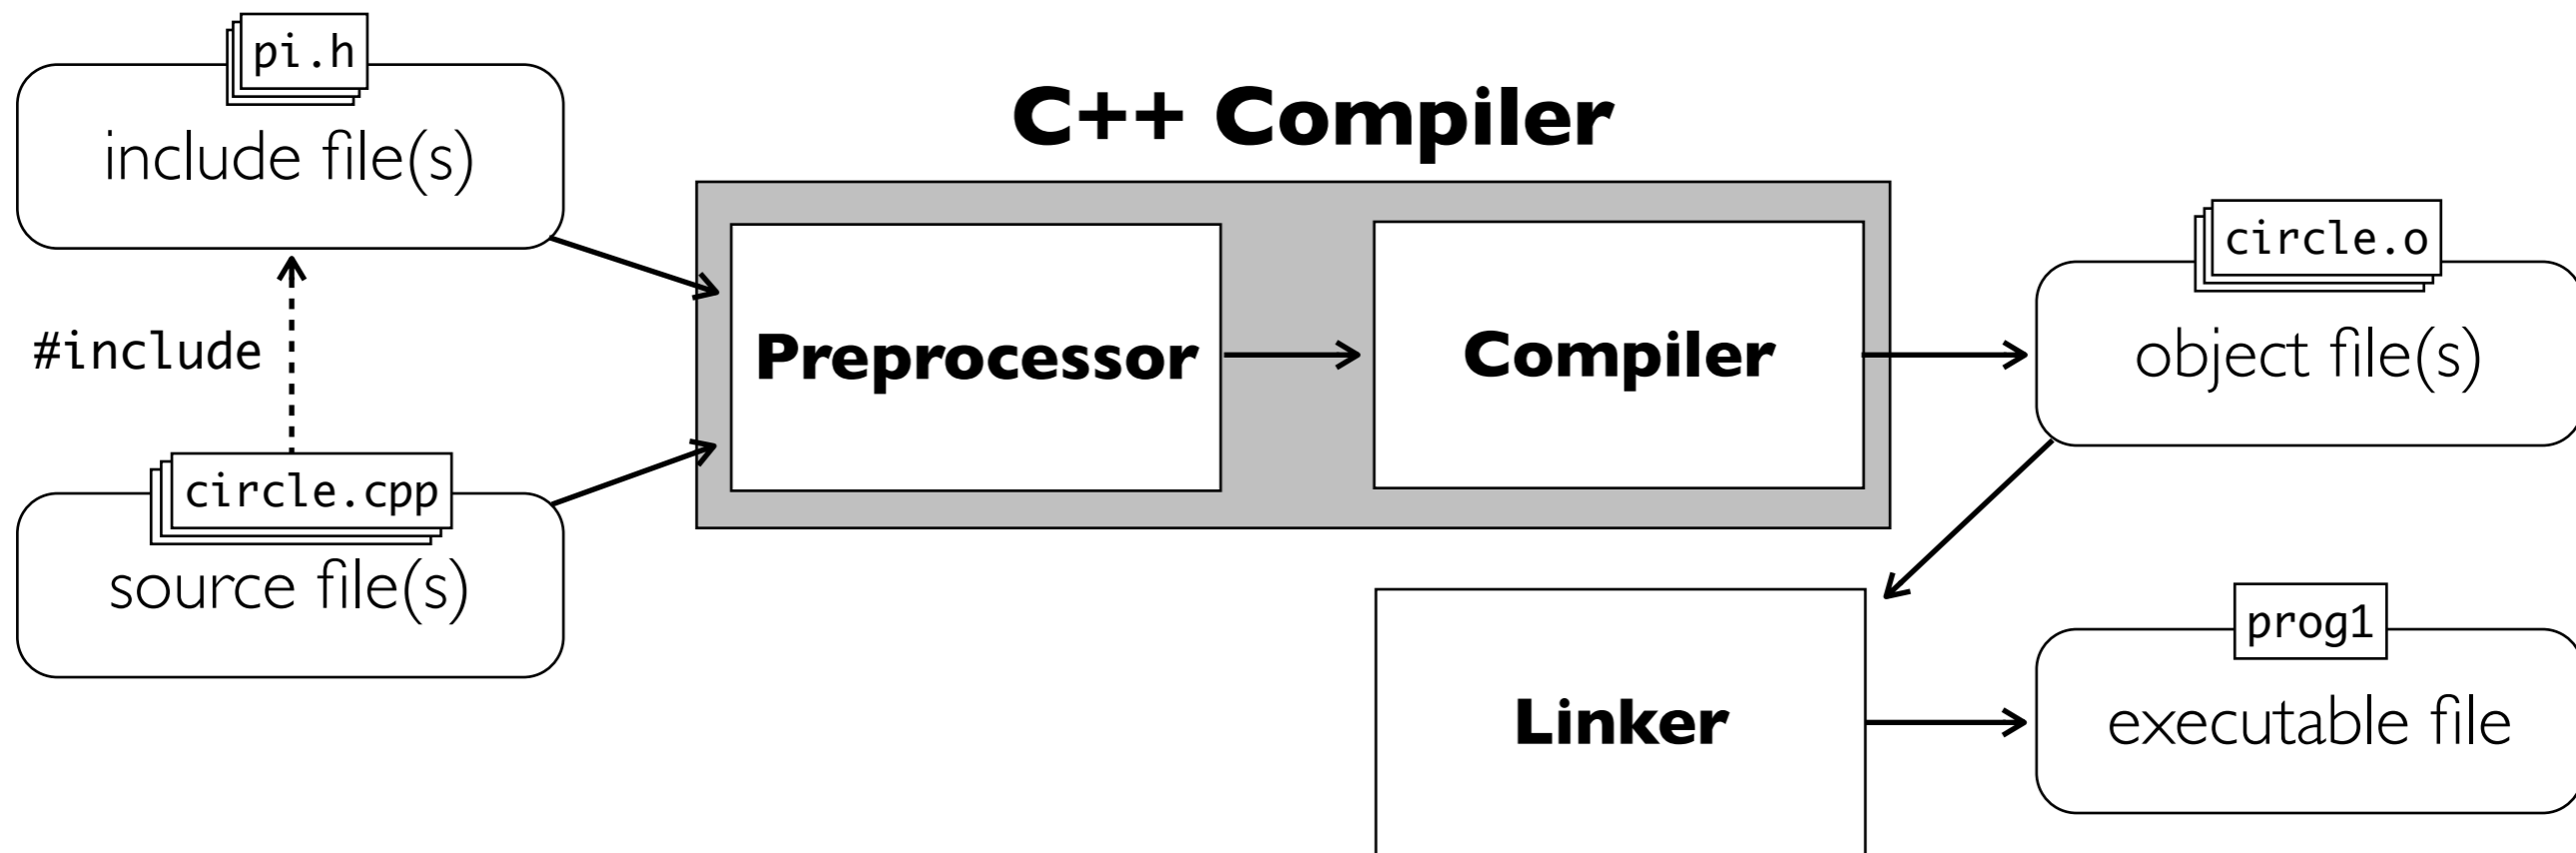 pi.h
include file(s)
C++ Compiler
#include
circle.cpp
source file(s)
Preprocessor
Compiler
circle.o
object file(s)
Linker
prog1
executable file